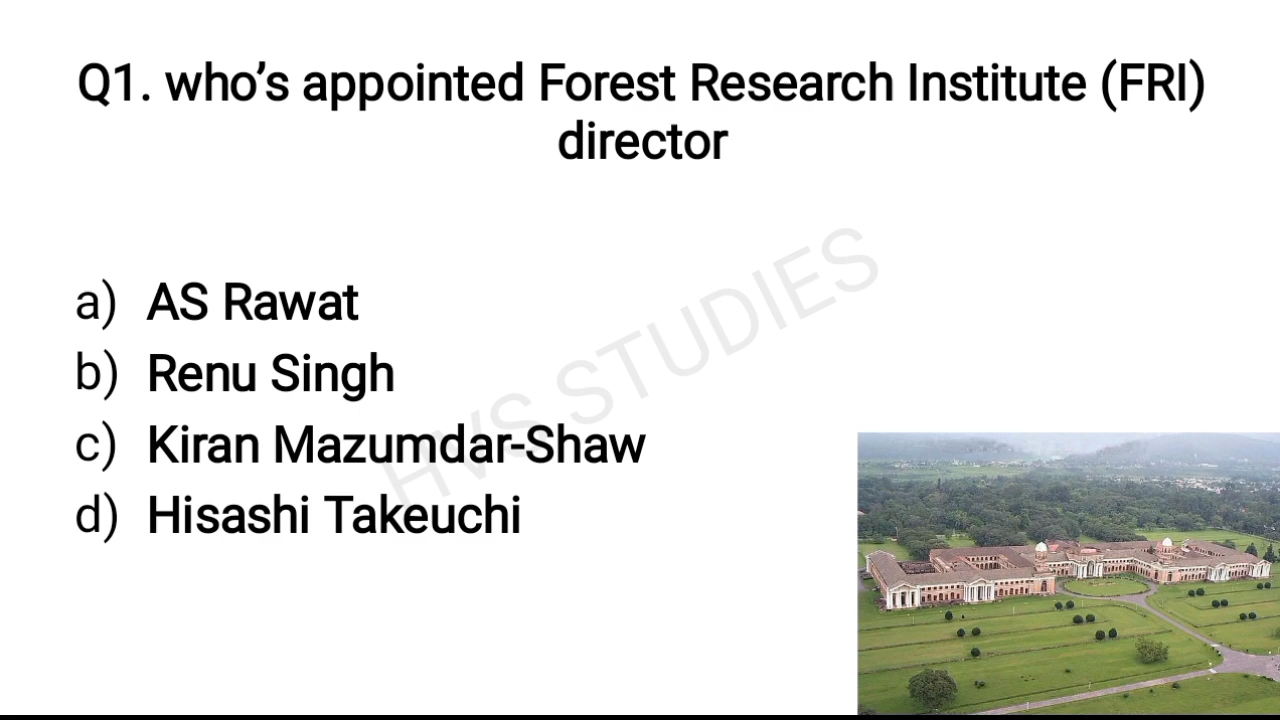 Q1. who’s appointed Forest Research Institute (FRI)
director
a) AS Rawat
b) Renu Singh
c) Kiran Mazumdar-Shaw
d) Hisashi Takeuchi
HVS STUDIES